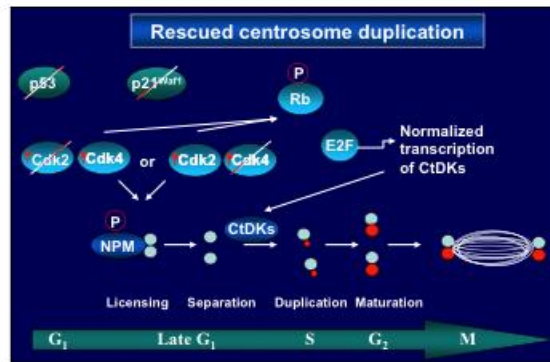 Rescued centrosome duplication
p53
p21Waf1
P
Rb
Cdk2
Cdk4
or
Cdk2
Cdk4
E2F
Normalized
transcription
of CtDKs
P
NPM
CtDKs
Licensing
Separation
Duplication
Maturation
G1
Late G1
S
G2
M